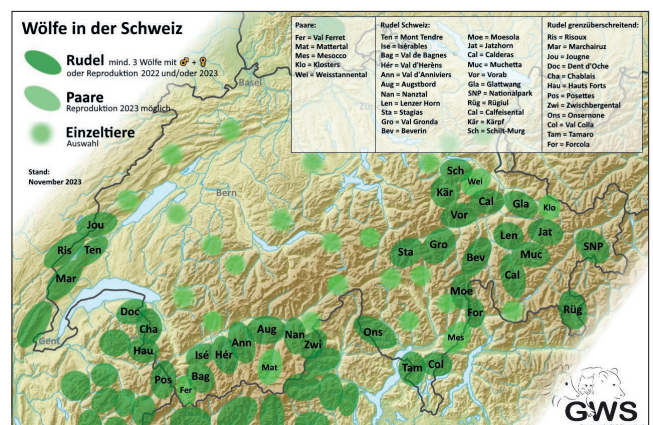 Wölfe in der Schweiz
Rudel mind. 3 Wölfe mit +
oder Reproduktion 2022 und/oder 2023
Paare
Reproduktion 2023 möglich
Einzeltiere
Auswahl
Stand:
November 2023
Paare:
Fer = Val Ferret
Mat = Mattertal
Mes = Mesocco
Klo = Klosters
Wei = Weisstannental
Rudel Schweiz:
Ten = Mont Tendre
Ise = Isérables
Bag = Val de Bagnes
Hér = Val d'Hérens
Ann = Val d'Anniviers
Aug = Augstbord
Nan = Nanztal
Len = Lenzer Horn
Sta = Stagias
Gro = Val Gronda
Bev = Beverin
Moe = Moesola
Jat = Jatzhorn
Cal = Calderas
Muc = Muchetta
Vor = Vorab
Gla = Glattwang
SNP = Nationalpark
Rüg = Rügiul
Cal = Calfeisental
Kär = Kärpf
Sch = Schilt-Murg
Rudel grenzüberschreitend:
Ris = Risoux
Mar = Marchairuz
Jou = Jougne
Doc = Dent d'Oche
Cha = Chablais
Hau = Hauts Forts
Pos = Posettes
Zwi = Zwischbergental
Ons = Onsernone
Col = Val Colla
Tam = Tamaro
For = Forcola
Basel
Bern
Genf
Jou
Ris
Ten
Mar
Doc
Cha
Hau
Pos
Isé
Hér
Ann
Aug
Nan
Zwi
Bag
Fer
Mat
Ons
Tam
Col
Mes
For
Moe
Sta
Gro
Bev
Cal
Len
Muc
Jat
SNP
Rüg
Sch
Wei
Kär
Cal
Vor
Gla
Klo
GWS